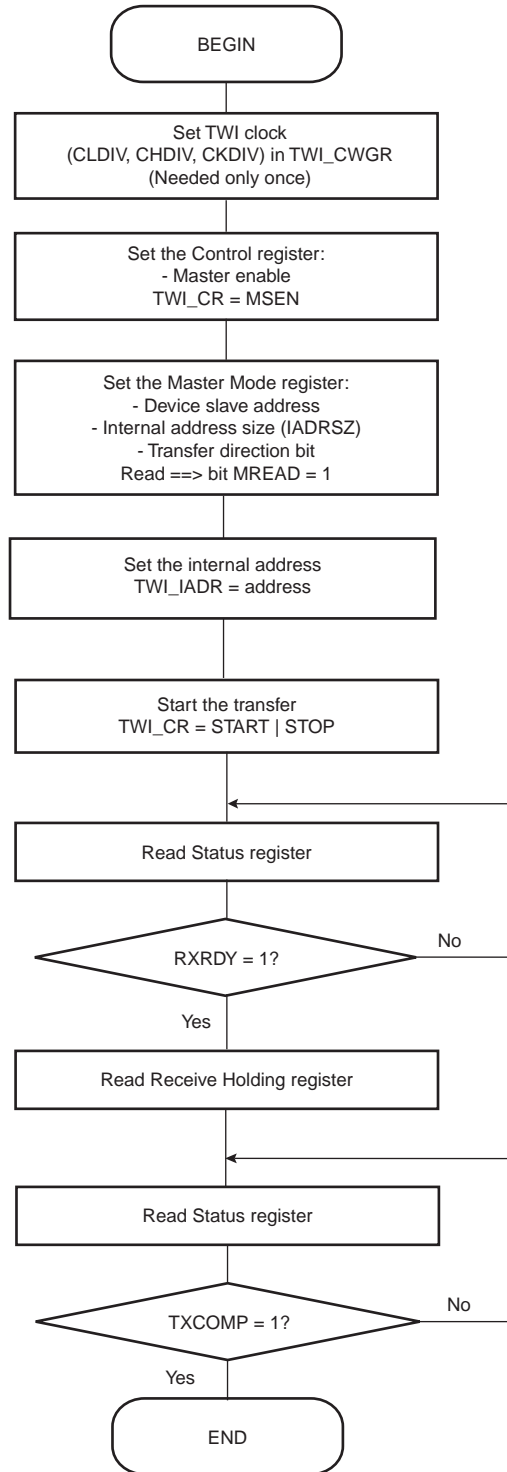 BEGIN
Set TWI clock
(CLDIV, CHDIV, CKDIV) in TWI_CWGR
(Needed only once)
Set the Control register:
- Master enable
TWI_CR = MSEN
Set the Master Mode register:
- Device slave address
- Internal address size (IADRSZ)
- Transfer direction bit
Read ==> bit MREAD = 1
Set the internal address
TWI_IADR = address
Start the transfer
TWI_CR = START | STOP
Read Status register
RXRDY = 1?
No
Yes
Read Receive Holding register
Read Status register
TXCOMP = 1?
No
Yes
END